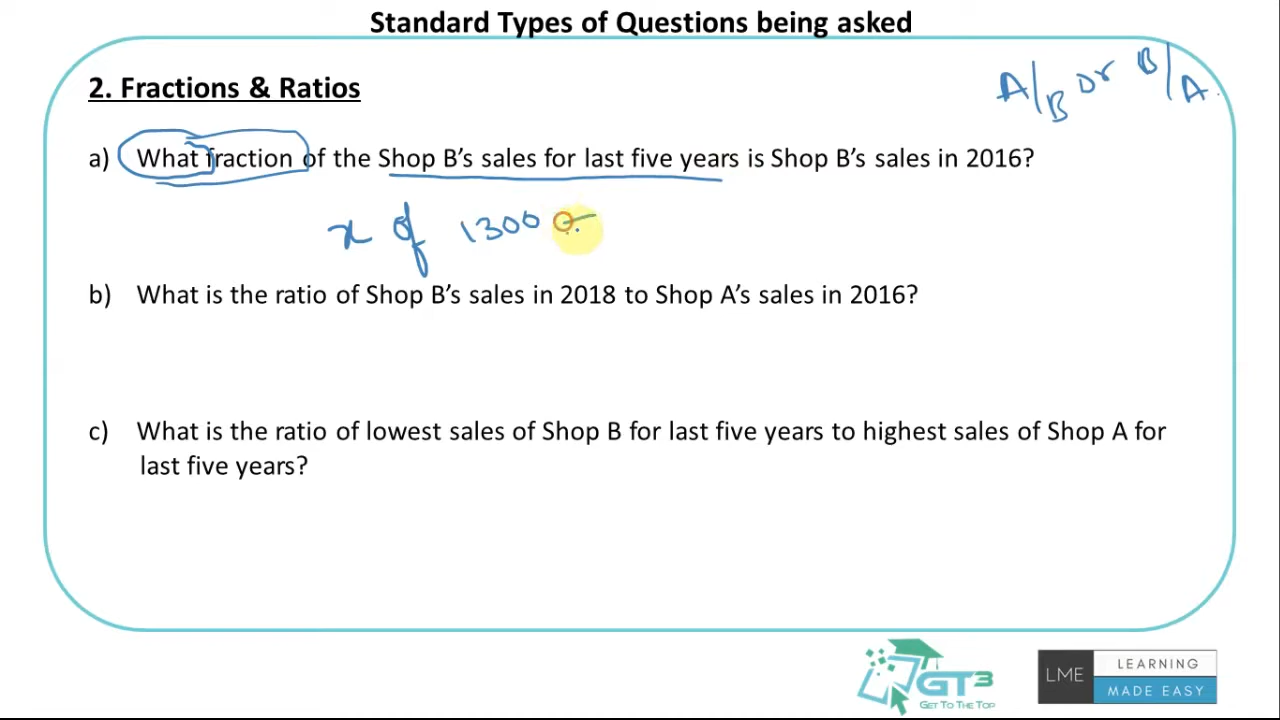 Standard Types of Questions being asked
2. Fractions & Ratios
A/B or B/A
a) What fraction of the Shop B’s sales for last five years is Shop B’s sales in 2016?
x of 1300
b) What is the ratio of Shop B’s sales in 2018 to Shop A’s sales in 2016?
c) What is the ratio of lowest sales of Shop B for last five years to highest sales of Shop A for
last five years?
GT3
GET TO THE TOP
LME
LEARNING
MADE EASY